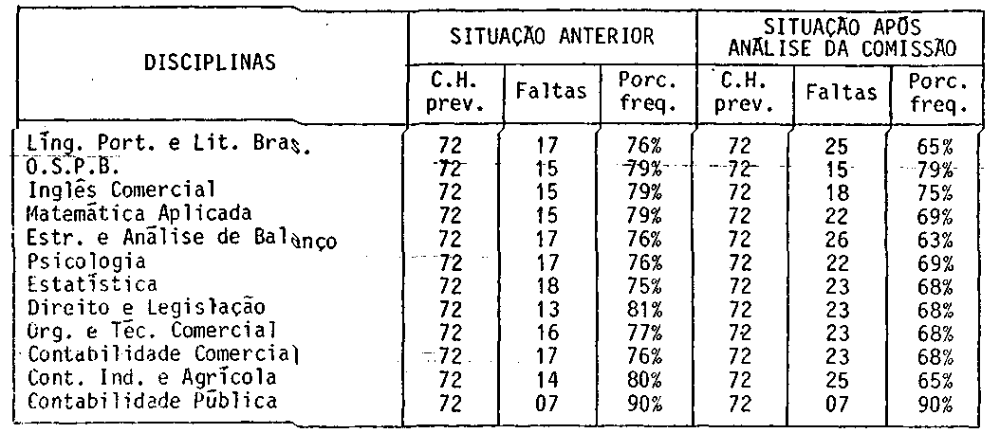 DISCIPLINAS SITUAÇÃO ANTERIOR SITUAÇÃO APÓS ANÁLISE DA COMISSÃO
C.H. prev. Faltas Porc. freq. C.H. prev. Faltas Porc. freq.
Líng. Port. e Lit. Bras. 72 17 76% 72 25 65%
O.S.P.B. 72 15 79% 72 15 79%
Inglês Comercial 72 15 79% 72 18 75%
Matemática Aplicada 72 15 79% 72 22 69%
Estr. e Análise de Balanço 72 17 76% 72 26 63%
Psicologia 72 17 76% 72 22 69%
Estatística 72 18 75% 72 23 68%
Direito e Legislação 72 13 81% 72 23 68%
Org. e Téc. Comercial 72 16 77% 72 23 68%
Contabilidade Comercial 72 17 76% 72 23 68%
Cont. Ind. e Agrícola 72 14 80% 72 25 65%
Contabilidade Pública 72 07 90% 72 07 90%